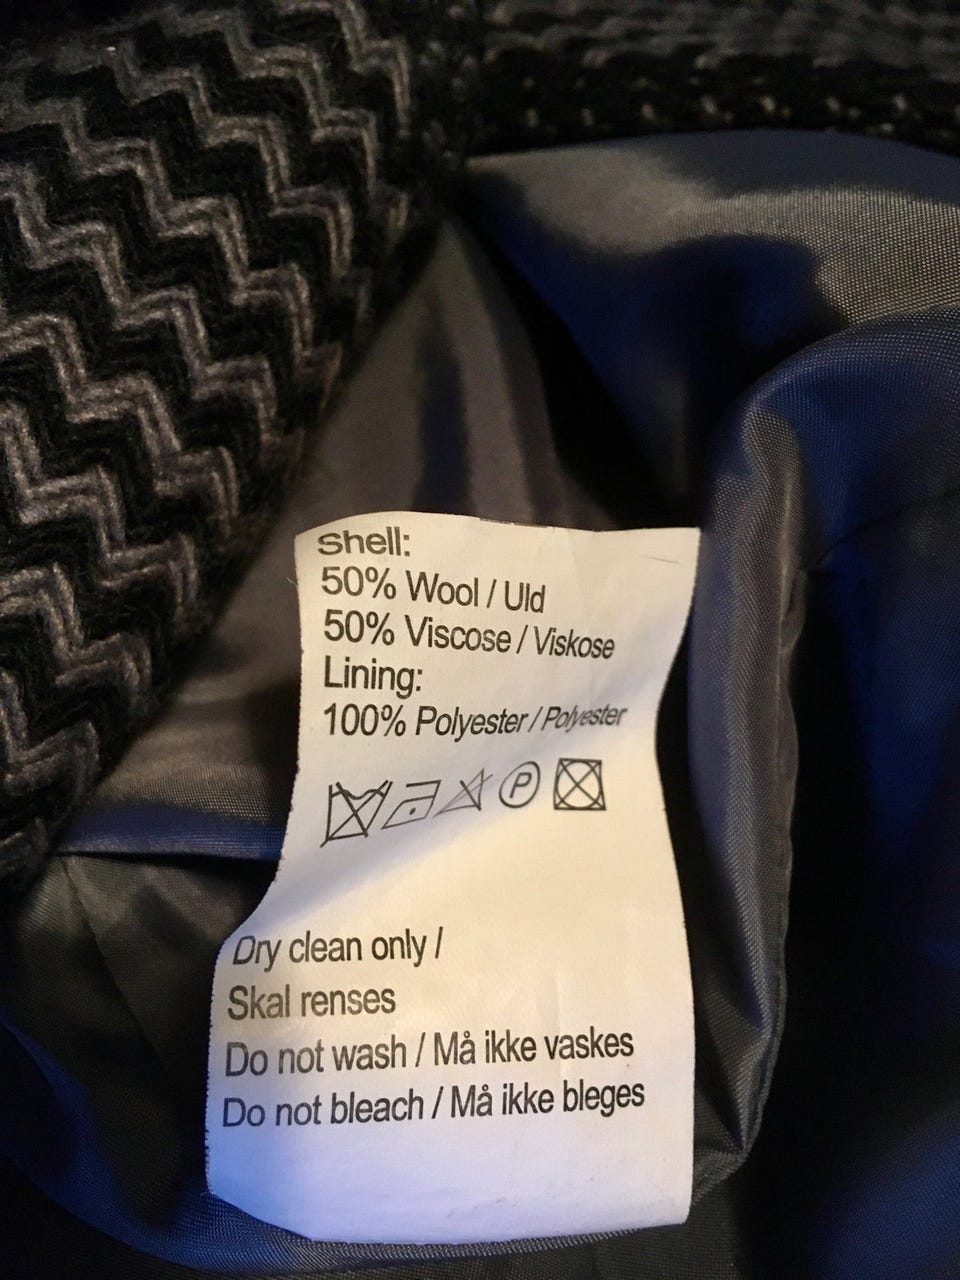 Shell:
50% Wool / Uld
50% Viscose / Viskose
Lining:
100% Polyester / Polyester
P
Dry clean only /
Skal renses
Do not wash / Må ikke vaskes
Do not bleach / Må ikke bleges